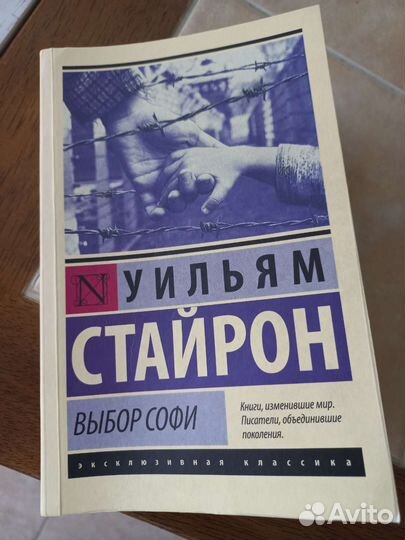 N
УИЛЬЯМ
СТАЙРОН
ВЫБОР СОФИ
Книги, изменившие мир.
Писатели, объединившие
поколения.
эксклюзивная классика
Avito